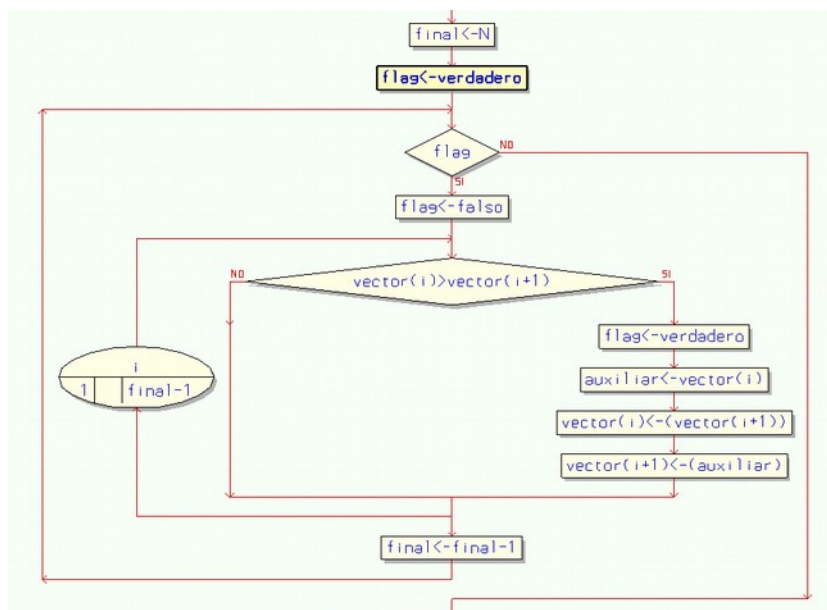 final<-N
flag<-verdadero
flag
NO
SI
flag<-falso
NO
vector(i)>vector(i+1)
SI
flag<-verdadero
i
1
final-1
auxiliar<-vector(i)
vector(i)<-(vector(i+1))
vector(i+1)<-(auxiliar)
final<-final-1